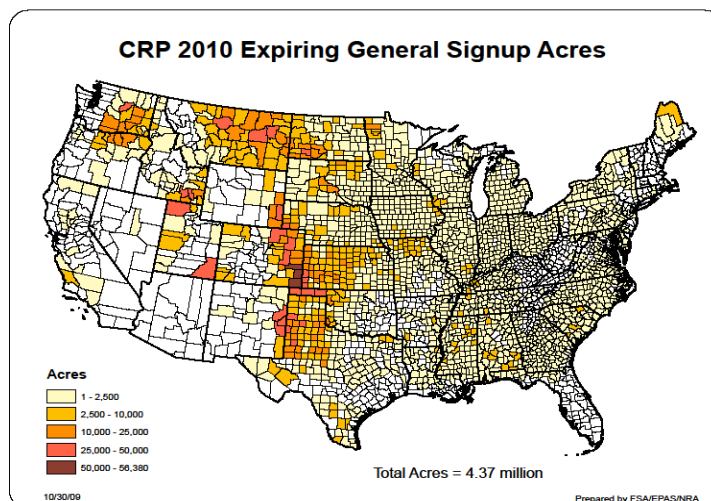 CRP 2010 Expiring General Signup Acres
Acres
1 - 2,500
2,500 - 10,000
10,000 - 25,000
25,000 - 50,000
50,000 - 56,380
Total Acres = 4.37 million
10/30/09
Prepared by FSA/EPAS/NRA